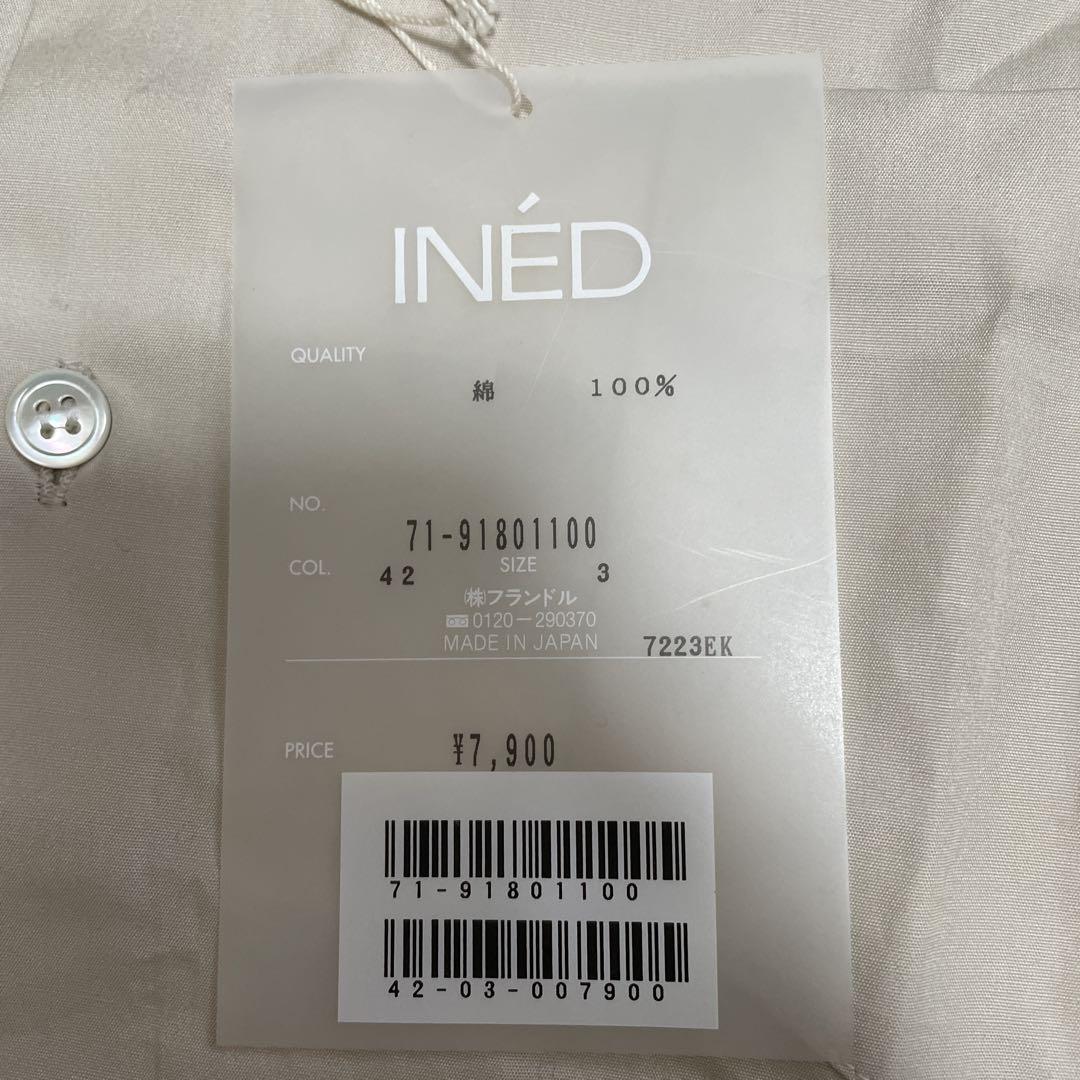 INÉD
QUALITY
綿 100%
NO.
71-91801100
COL. 42 SIZE 3
㈱フランドル
0120-290370
MADE IN JAPAN 7223EK
PRICE ¥7,900
71-91801100
42-03-007900